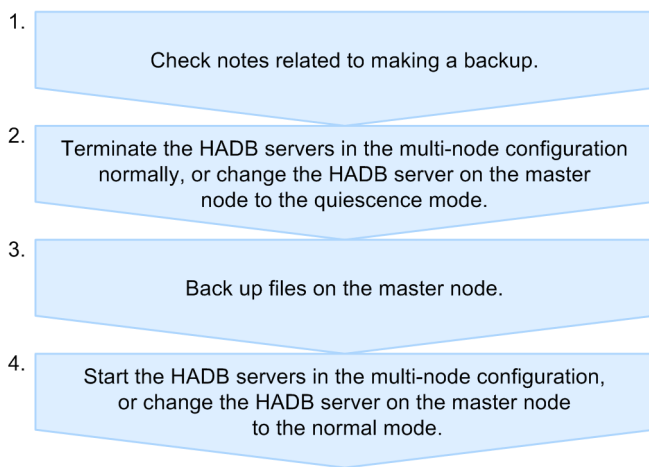 1.
Check notes related to making a backup.
2.
Terminate the HADB servers in the multi-node configuration
normally, or change the HADB server on the master
node to the quiescence mode.
3.
Back up files on the master node.
4.
Start the HADB servers in the multi-node configuration,
or change the HADB server on the master node
to the normal mode.